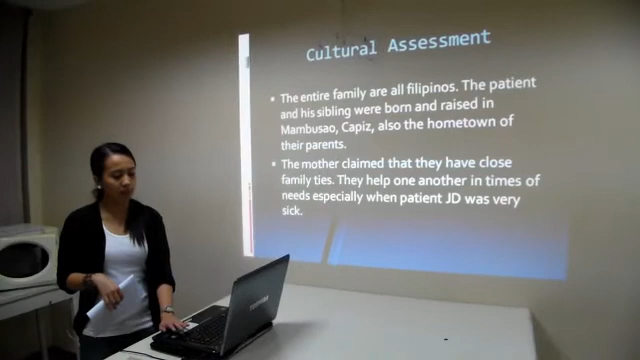 Cultural Assessment
The entire family are all filipinos. The patient
and his sibling were born and raised in
Mambusao, Capiz, also the hometown of
their parents.
The mother claimed that they have close
family ties. They help one another in times of
needs especially when patient JD was very
sick.